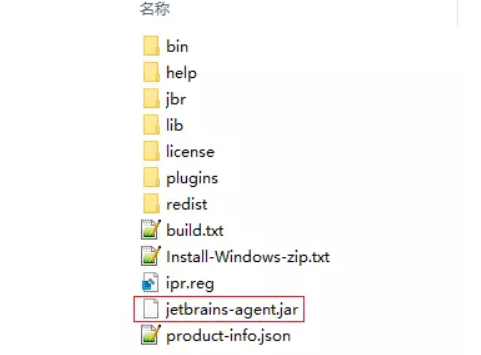 名称
bin
help
jbr
lib
license
plugins
redist
build.txt
Install-Windows-zip.txt
ipr.reg
jetbrains-agent.jar
product-info.json